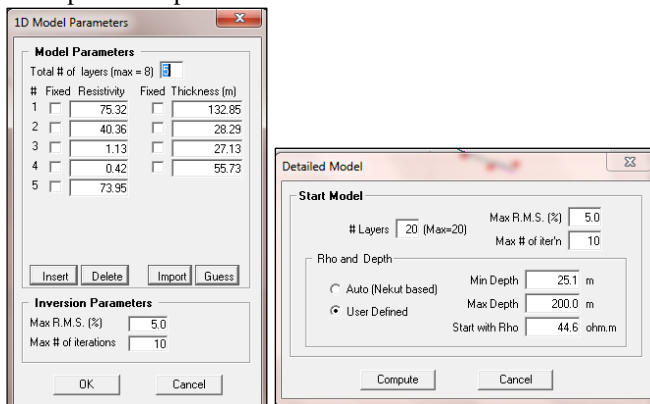 1D Model Parameters
Model Parameters
Total # of layers (max = 8) 5
# Fixed Resistivity Fixed Thickness (m)
1 75.32 132.85
2 40.36 28.29
3 1.13 27.13
4 0.42 55.73
5 73.95
Insert Delete Import Guess
Inversion Parameters
Max R.M.S. (%) 5.0
Max # of iterations 10
OK Cancel
Detailed Model
Start Model
# Layers 20 (Max=20)
Max R.M.S. (%) 5.0
Max # of iter'n 10
Rho and Depth
Auto (Nekut based)
User Defined
Min Depth 25.1 m
Max Depth 200.0 m
Start with Rho 44.6 ohm.m
Compute Cancel